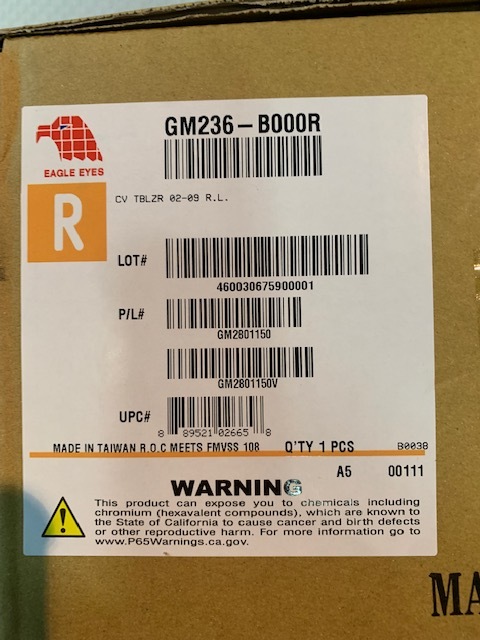 GM236-B000R
EAGLE EYES
R
CV TBLZR 02-09 R.L.
LOT#
460030675900001
P/L#
GM2801150
GM2801150V
UPC#
8 89521 02665 8
MADE IN TAIWAN R.O.C MEETS FMVSS 108 Q'TY 1 PCS B0038
A5 00111
WARNING
This product can expose you to chemicals including
chromium (hexavalent compounds), which are known to
the State of California to cause cancer and birth defects
or other reproductive harm. For more information go to
www.P65Warnings.ca.gov.
MA